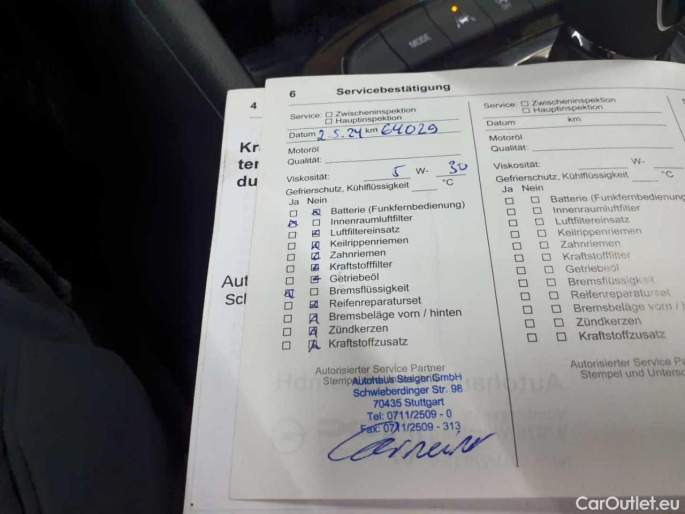 MODE
6 Servicebestätigung
Service: Zwischeninspektion
Hauptinspektion
Datum 2.5.24 km 64029
Motoröl
Qualität:
Viskosität: 5 W- 30
Gefrierschutz, Kühlflüssigkeit °C
Ja Nein
Batterie (Funkfernbedienung)
Innenraumluftfilter
Luftfiltereinsatz
Keilrippenriemen
Zahnriemen
Kraftstofffilter
Getriebeöl
Bremsflüssigkeit
Reifenreparaturset
Bremsbeläge vorn / hinten
Zündkerzen
Kraftstoffzusatz
Autorisierter Service Partner
Autohaus Staiger GmbH
Schwieberdinger Str. 98
70435 Stuttgart
Tel: 0711/2509 - 0
Fax: 0711/2509 - 313
Service: Zwischeninspektion
Hauptinspektion
Datum km
Motoröl
Qualität:
Viskosität: W-
Gefrierschutz, Kühlflüssigkeit
Ja Nein
Batterie (Funkfernbedienung
Innenraumluftfilter
Luftfiltereinsatz
Keilrippenriemen
Zahnriemen
Kraftstofffilter
Getriebeöl
Bremsflüssigkeit
Reifenreparaturset
Bremsbeläge vorn / hinten
Zündkerzen
Kraftstoffzusatz
Autorisierter Service Pa
Stempel und Untersc
4
Kr
ten
du
Aut
Sch
CarOutlet.eu